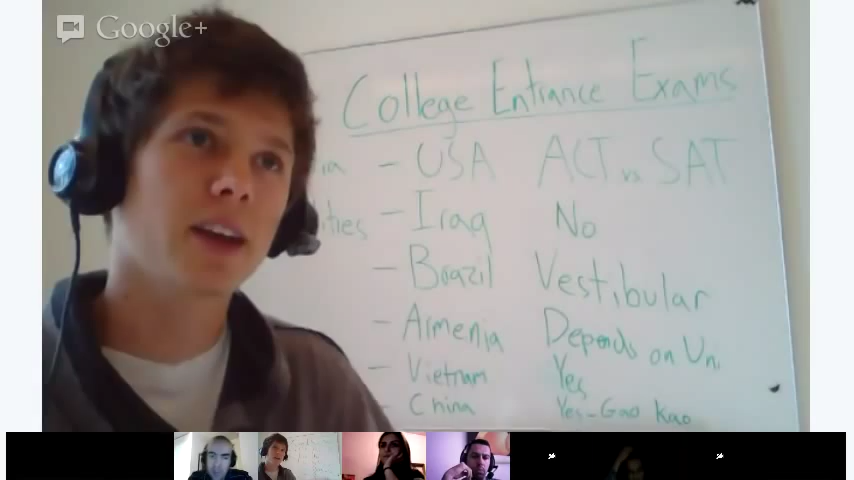 Google+
College Entrance Exams
ia - USA ACT vs SAT
ties - Iraq No
- Brazil Vestibular
- Armenia Depends on Uni
- Vietnam Yes
- China Yes-Gao Kao